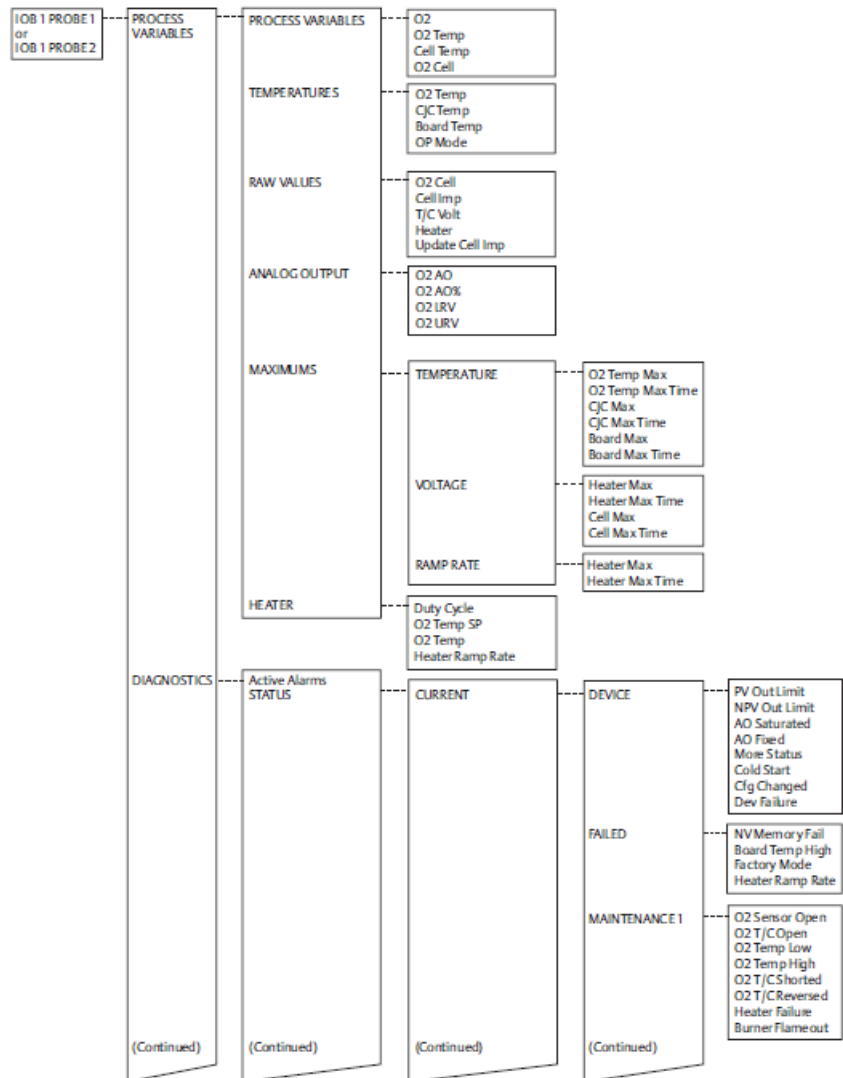 IOB 1 PROBE 1
or
IOB 1 PROBE 2
PROCESS
VARIABLES
PROCESS VARIABLES
O2
O2 Temp
Cell Temp
O2 Cell
TEMPERATURES
O2 Temp
CJC Temp
Board Temp
OP Mode
RAW VALUES
O2 Cell
Cell Imp
T/C Volt
Heater
Update Cell Imp
ANALOG OUTPUT
O2 AO
O2 AO%
O2 LRV
O2 URV
MAXIMUMS
TEMPERATURE
O2 Temp Max
O2 Temp Max Time
CJC Max
CJC Max Time
Board Max
Board Max Time
VOLTAGE
Heater Max
Heater Max Time
Cell Max
Cell Max Time
RAMP RATE
Heater Max
Heater Max Time
HEATER
Duty Cycle
O2 Temp SP
O2 Temp
Heater Ramp Rate
DIAGNOSTICS
Active Alarms
STATUS
CURRENT
DEVICE
PV Out Limit
NPV Out Limit
AO Saturated
AO Fixed
More Status
Cold Start
Cfg Changed
Dev Failure
FAILED
NV Memory Fail
Board Temp High
Factory Mode
Heater Ramp Rate
MAINTENANCE 1
O2 Sensor Open
O2 T/C Open
O2 Temp Low
O2 Temp High
O2 T/C Shorted
O2 T/C Reversed
Heater Failure
Burner Flameout
(Continued)
(Continued)
(Continued)
(Continued)